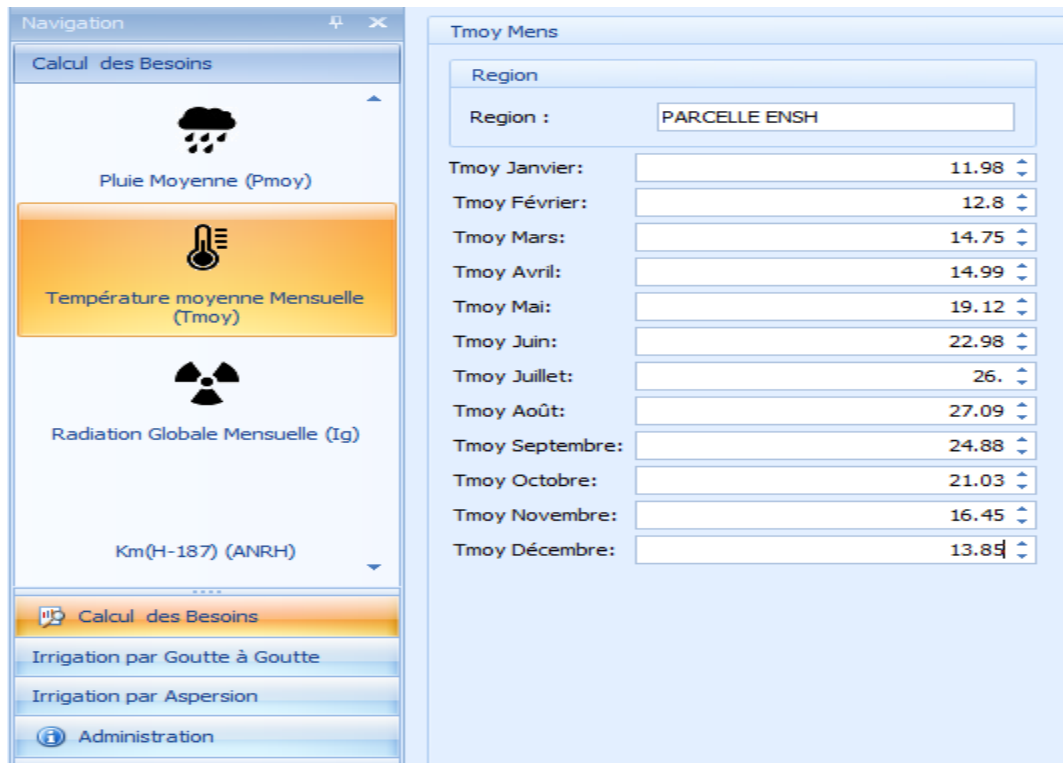 Navigation
Calcul des Besoins
Pluie Moyenne (Pmoy)
Température moyenne Mensuelle
(Tmoy)
Radiation Globale Mensuelle (Ig)
Km(H-187) (ANRH)
Calcul des Besoins
Irrigation par Goutte à Goutte
Irrigation par Aspersion
Administration
Tmoy Mens
Region
Region : PARCELLE ENSH
Tmoy Janvier: 11.98
Tmoy Février: 12.8
Tmoy Mars: 14.75
Tmoy Avril: 14.99
Tmoy Mai: 19.12
Tmoy Juin: 22.98
Tmoy Juillet: 26.
Tmoy Août: 27.09
Tmoy Septembre: 24.88
Tmoy Octobre: 21.03
Tmoy Novembre: 16.45
Tmoy Décembre: 13.85